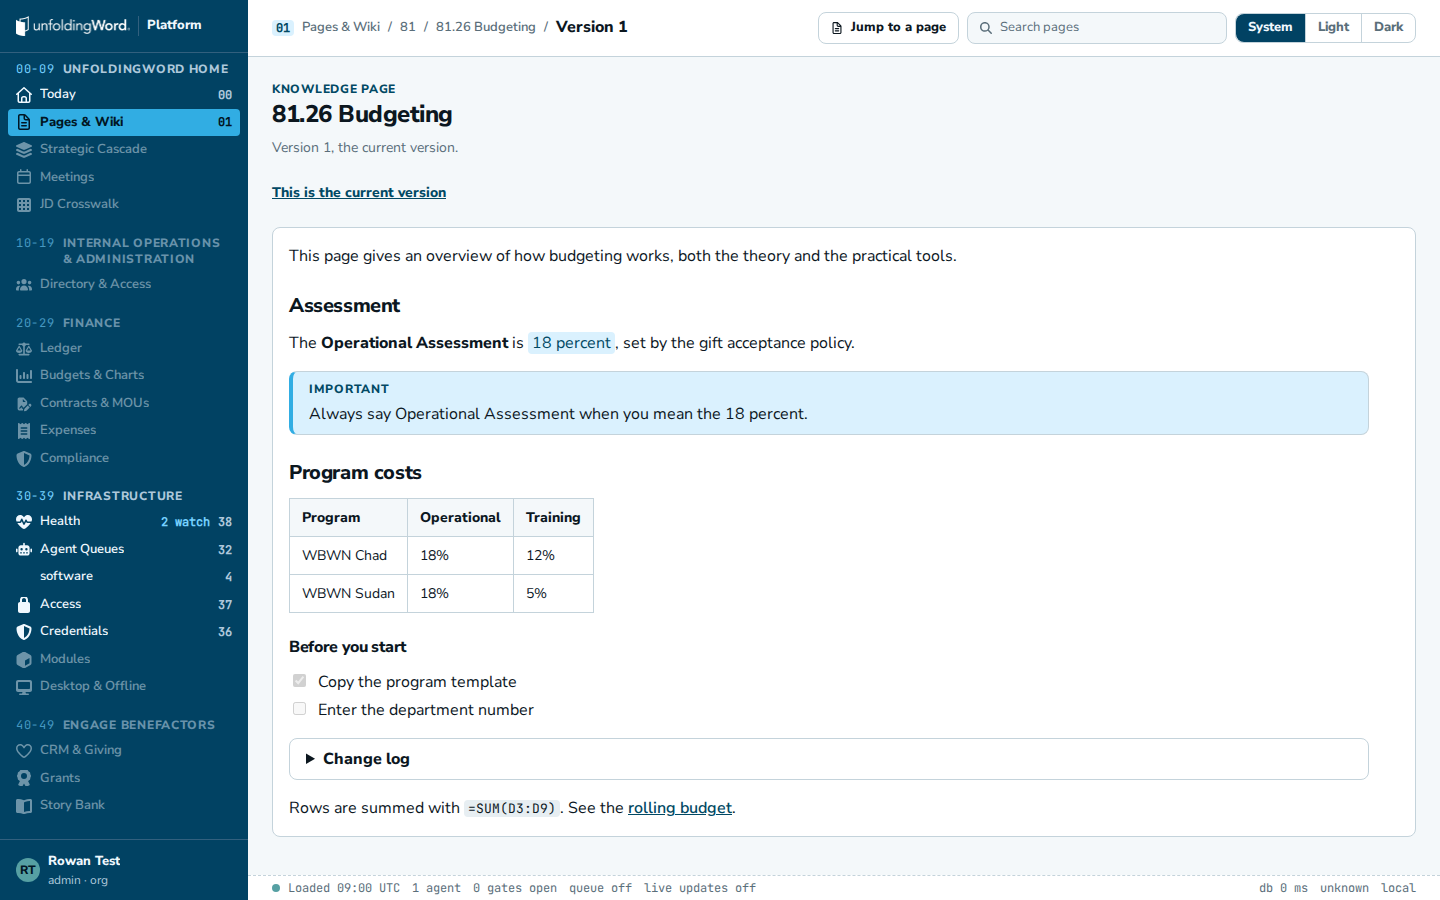 unfoldingWord. Platform
00-09 UNFOLDINGWORD HOME
Today 00
Pages & Wiki 01
Strategic Cascade
Meetings
JD Crosswalk
10-19 INTERNAL OPERATIONS
& ADMINISTRATION
Directory & Access
20-29 FINANCE
Ledger
Budgets & Charts
Contracts & MOUs
Expenses
Compliance
30-39 INFRASTRUCTURE
Health 2 watch 38
Agent Queues 32
software 4
Access 37
Credentials 36
Modules
Desktop & Offline
40-49 ENGAGE BENEFACTORS
CRM & Giving
Grants
Story Bank
RT Rowan Test
admin · org
01 Pages & Wiki / 81 / 81.26 Budgeting / Version 1
Jump to a page
Search pages
System Light Dark
KNOWLEDGE PAGE
81.26 Budgeting
Version 1, the current version.
This is the current version
This page gives an overview of how budgeting works, both the theory and the practical tools.
Assessment
The Operational Assessment is 18 percent, set by the gift acceptance policy.
IMPORTANT
Always say Operational Assessment when you mean the 18 percent.
Program costs
Program Operational Training
WBWN Chad 18% 12%
WBWN Sudan 18% 5%
Before you start
Copy the program template
Enter the department number
Change log
Rows are summed with =SUM(D3:D9). See the rolling budget.
Loaded 09:00 UTC 1 agent 0 gates open queue off live updates off
db 0 ms unknown local